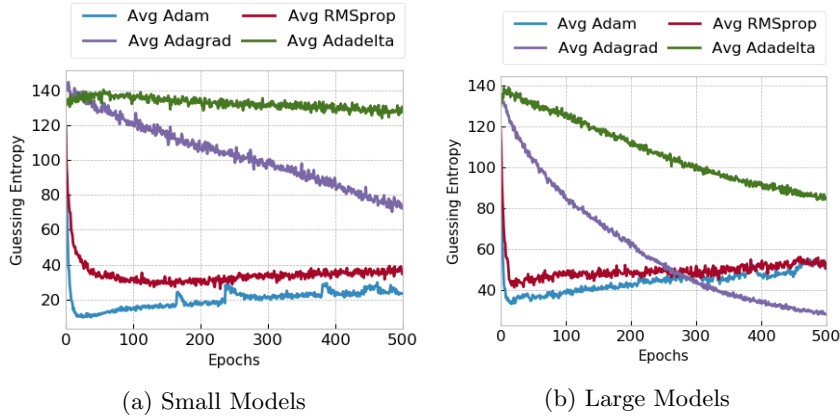 Avg Adam
Avg RMSprop
Avg Adagrad
Avg Adadelta
Guessing Entropy
140
120
100
80
60
40
20
0
100
200
300
400
500
Epochs
(a) Small Models
Avg Adam
Avg RMSprop
Avg Adagrad
Avg Adadelta
Guessing Entropy
140
120
100
80
60
40
0
100
200
300
400
500
Epochs
(b) Large Models